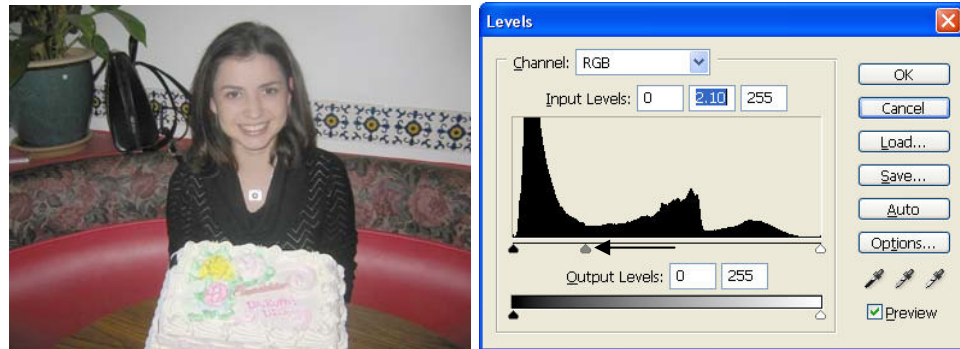 Levels
Channel: RGB
Input Levels: 0 2.10 255
OK
Cancel
Load...
Save...
Auto
Options...
Output Levels: 0 255
Preview